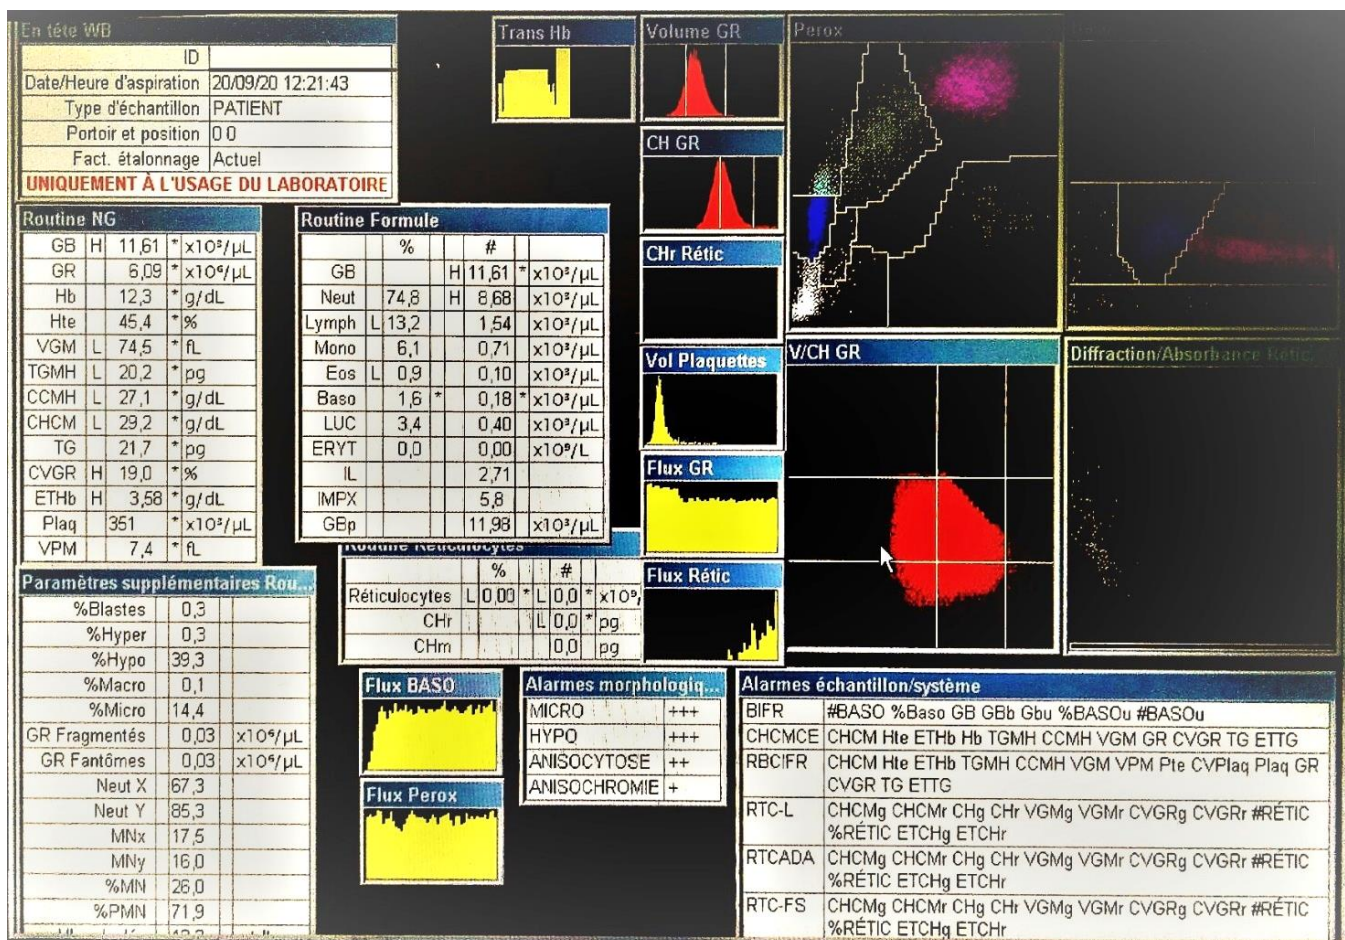 En tête WB
ID
Date/Heure d'aspiration 20/09/20 12:21:43
Type d'échantillon PATIENT
Portoir et position 0 0
Fact. étalonnage Actuel
UNIQUEMENT À L'USAGE DU LABORATOIRE
Routine NG
GB H 11,61 * x10³/µL
GR 6,09 * x10⁶/µL
Hb 12,3 * g/dL
Hte 45,4 * %
VGM L 74,5 * fL
TGMH L 20,2 * pg
CCMH L 27,1 * g/dL
CHCM L 29,2 * g/dL
TG 21,7 * pg
CVGR H 19,0 * %
ETHb H 3,58 * g/dL
Plaq 351 * x10³/µL
VPM 7,4 * fL
Paramètres supplémentaires Rou...
%Blastes 0,3
%Hyper 0,3
%Hypo 39,3
%Macro 0,1
%Micro 14,4
GR Fragmentés 0,03 x10⁶/µL
GR Fantômes 0,03 x10⁶/µL
Neut X 67,3
Neut Y 85,3
MNx 17,5
MNy 16,0
%MN 26,0
%PMN 71,9
Routine Formule
% #
GB H 11,61 * x10³/µL
Neut 74,8 H 8,68 x10³/µL
Lymph L 13,2 1,54 x10³/µL
Mono 6,1 0,71 x10³/µL
Eos L 0,9 0,10 x10³/µL
Baso 1,6 * 0,18 * x10³/µL
LUC 3,4 0,40 x10³/µL
ERYT 0,0 0,00 x10⁹/L
IL 2,71
IMPX 5,8
GBp 11,98 x10³/µL
Routine Réticulocytes
% #
Réticulocytes L 0,00 * L 0,0 * x10⁹/
CHr L 0,0 * pg
CHm 0,0 pg
Trans Hb
Volume GR
CH GR
CHr Rétic
Vol Plaquettes
Flux GR
Flux Rétic
Perox
V/CH GR
Diffraction/Absorbance Rétic.
Flux BASO
Flux Perox
Alarmes morphologiq...
MICRO +++
HYPO +++
ANISOCYTOSE ++
ANISOCHROMIE +
Alarmes échantillon/système
BIFR #BASO %Baso GB GBb Gbu %BASOu #BASOu
CHCMCE CHCM Hte ETHb Hb TGMH CCMH VGM GR CVGR TG ETTG
RBCIFR CHCM Hte ETHb TGMH CCMH VGM VPM Pte CVPlaq Plaq GR
CVGR TG ETTG
RTC-L CHCMg CHCMr CHg CHr VGMg VGMr CVGRg CVGRr #RÉTIC
%RÉTIC ETCHg ETCHr
RTCADA CHCMg CHCMr CHg CHr VGMg VGMr CVGRg CVGRr #RÉTIC
%RÉTIC ETCHg ETCHr
RTC-FS CHCMg CHCMr CHg CHr VGMg VGMr CVGRg CVGRr #RÉTIC
%RÉTIC ETCHg ETCHr